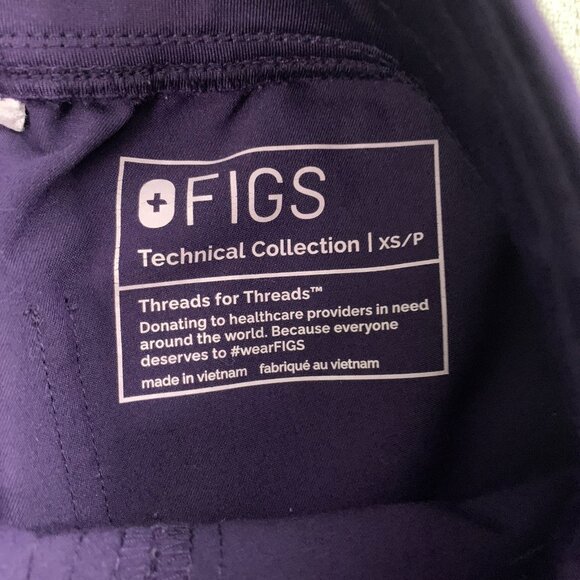 FIGS
Technical Collection | XS/P
Threads for Threads™
Donating to healthcare providers in need
around the world. Because everyone
deserves to #wearFIGS
made in vietnam fabriqué au vietnam